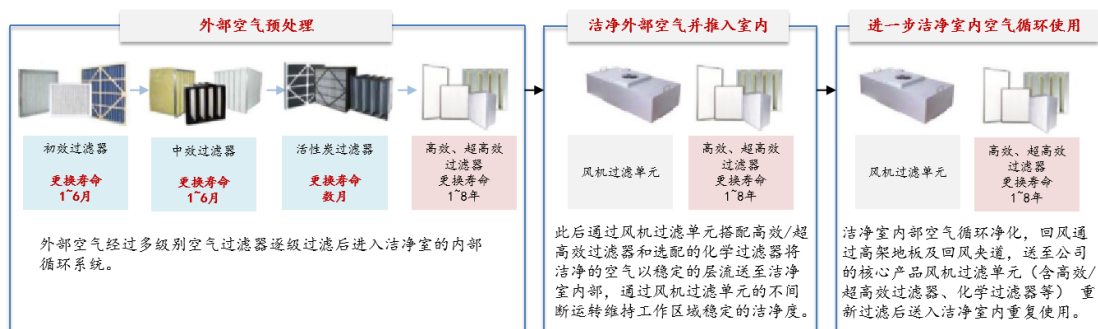 外部空气预处理
初效过滤器
更换寿命
1~6月
中效过滤器
更换寿命
1~6月
活性炭过滤器
更换寿命
数月
高效、超高效
过滤器
更换寿命
1~8年
外部空气经过多级别空气过滤器逐级过滤后进入洁净室的内部
循环系统。
洁净外部空气并推入室内
风机过滤单元
高效、超高效
过滤器
更换寿命
1~8年
此后通过风机过滤单元搭配高效/超
高效过滤器和选配的化学过滤器将
洁净的空气以稳定的层流送至洁净
室内部，通过风机过滤单元的不间
断运转维持工作区域稳定的洁净度。
进一步洁净室内空气循环使用
风机过滤单元
高效、超高效
过滤器
更换寿命
1~8年
洁净室内部空气循环净化，回风通
过高架地板及回风夹道，送至公司
的核心产品风机过滤单元（含高效/
超高效过滤器、化学过滤器等） 重
新过滤后送入洁净室内重复使用。